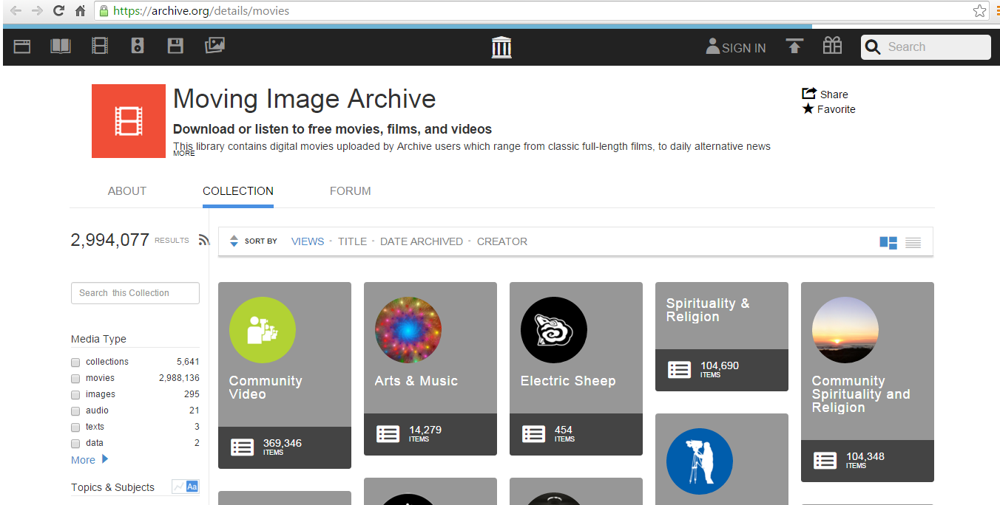 https://archive.org/details/movies
SIGN IN
Search
Moving Image Archive
Download or listen to free movies, films, and videos
This library contains digital movies uploaded by Archive users which range from classic full-length films, to daily alternative news
MORE
Share
Favorite
ABOUT
COLLECTION
FORUM
2,994,077 RESULTS
SORT BY VIEWS · TITLE · DATE ARCHIVED · CREATOR
Search this Collection
Media Type
collections 5,641
movies 2,988,136
images 295
audio 21
texts 3
data 2
More
Topics & Subjects
Aa
Community
Video
369,346
ITEMS
Arts & Music
14,279
ITEMS
Electric Sheep
454
ITEMS
Spirituality &
Religion
104,690
ITEMS
Community
Spirituality and
Religion
104,348
ITEMS